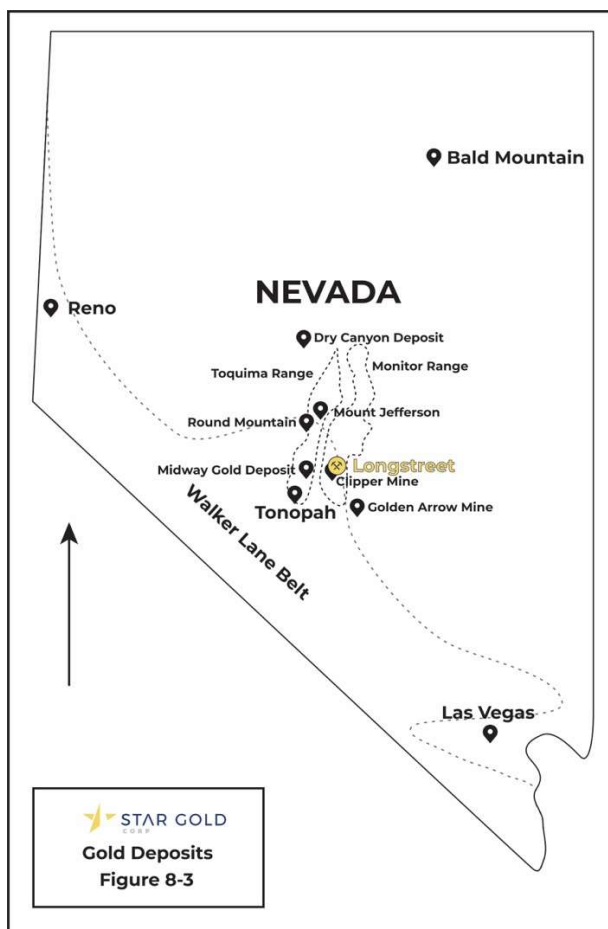 Bald Mountain
NEVADA
Reno
Dry Canyon Deposit
Toquima Range
Monitor Range
Mount Jefferson
Round Mountain
Midway Gold Deposit
Longstreet
Clipper Mine
Tonopah
Golden Arrow Mine
Walker Lane Belt
Las Vegas
STAR GOLD
CORP
Gold Deposits
Figure 8-3